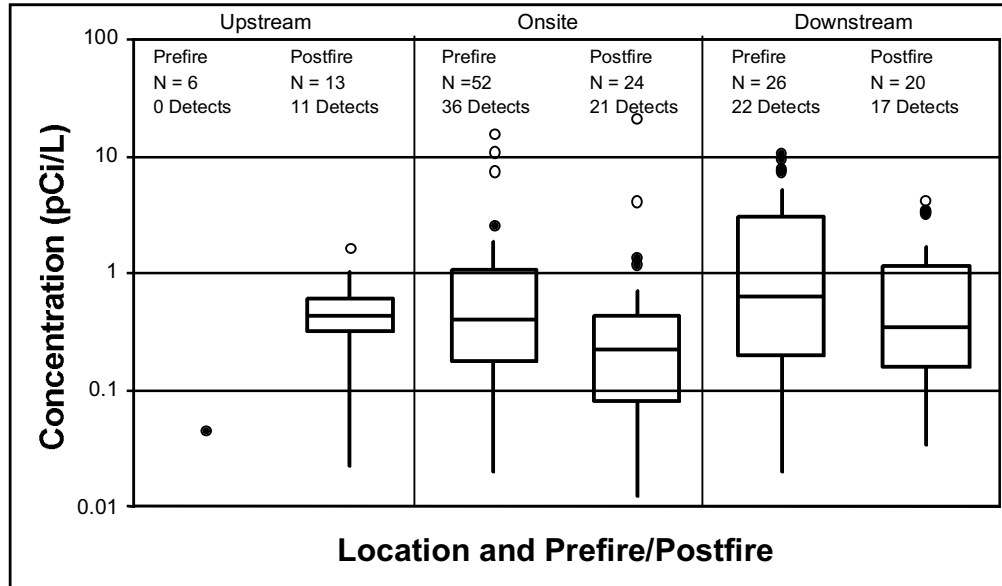 Upstream Onsite Downstream
100
Prefire Postfire Prefire Postfire Prefire Postfire
N = 6 N = 13 N =52 N = 24 N = 26 N = 20
0 Detects 11 Detects 36 Detects 21 Detects 22 Detects 17 Detects
10
1
0.1
0.01
Concentration (pCi/L)
Location and Prefire/Postfire